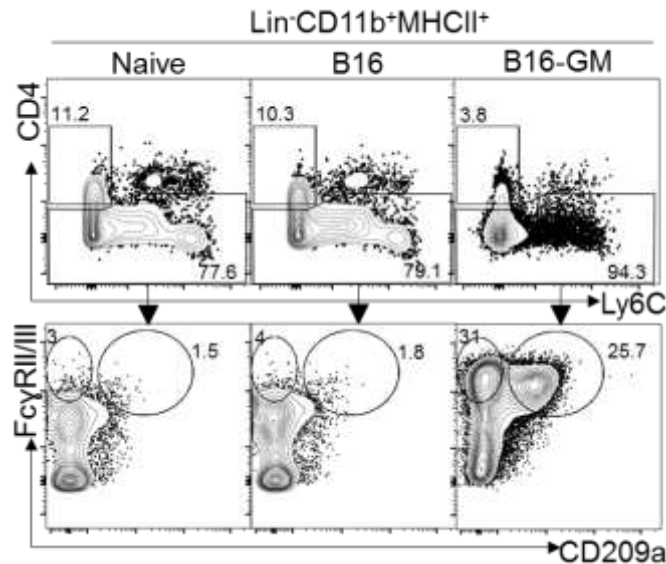 Lin-CD11b+MHCII+
Naive B16 B16-GM
CD4
11.2 10.3 3.8
77.6 79.1 94.3
Ly6C
FcγRII/III
3 1.5 4 1.8 31 25.7
CD209a